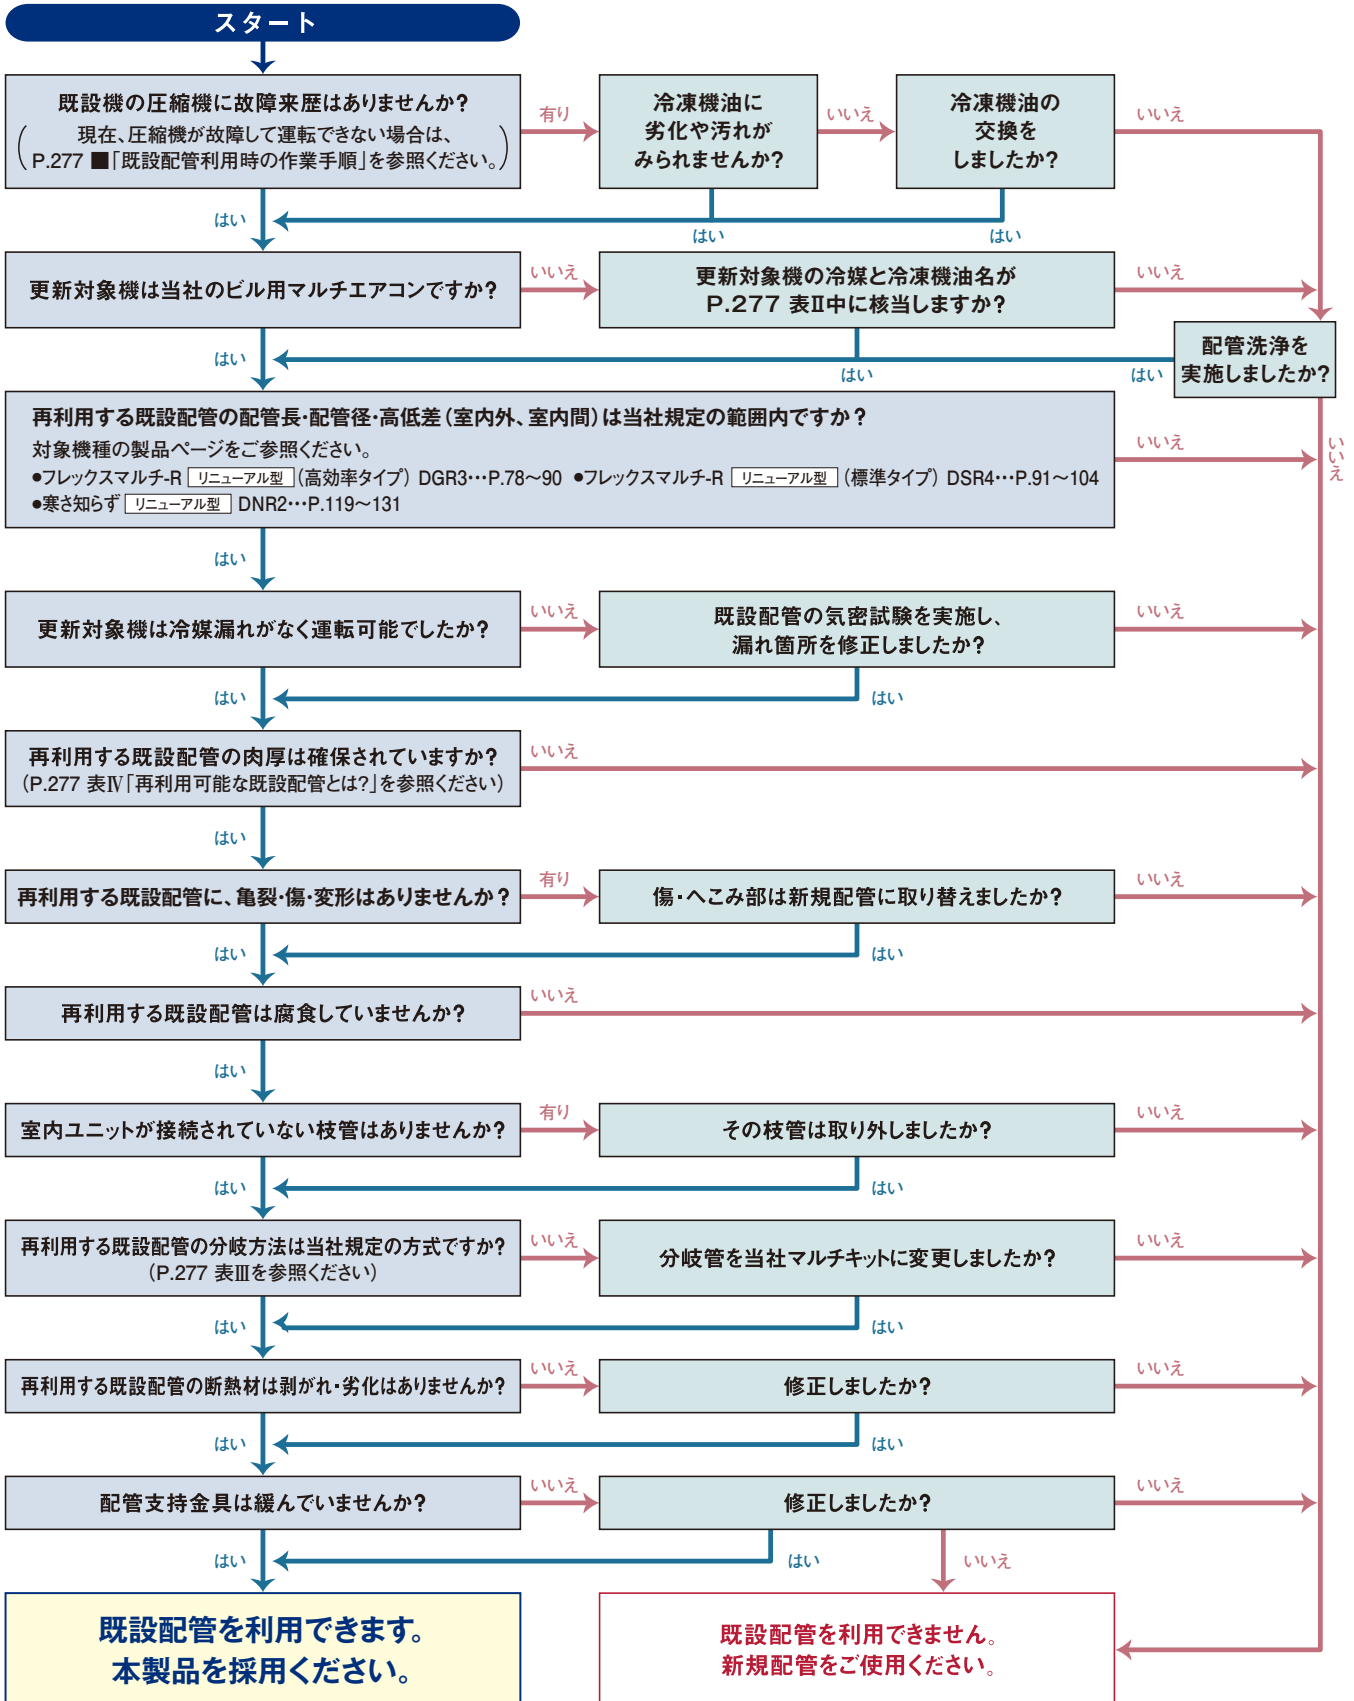 スタート
既設機の圧縮機に故障来歴はありませんか?
現在、圧縮機が故障して運転できない場合は、
P.277 ■「既設配管利用時の作業手順」を参照ください。
有り
冷凍機油に
劣化や汚れが
みられませんか?
いいえ
冷凍機油の
交換を
しましたか?
いいえ
はい
はい
はい
更新対象機は当社のビル用マルチエアコンですか?
いいえ
更新対象機の冷媒と冷凍機油名が
P.277 表Ⅱ中に核当しますか?
いいえ
配管洗浄を
実施しましたか?
はい
はい
はい
いいえ
再利用する既設配管の配管長・配管径・高低差(室内外、室内間)は当社規定の範囲内ですか?
対象機種の製品ページをご参照ください。
●フレックスマルチ-R リニューアル型 (高効率タイプ) DGR3…P.78〜90 ●フレックスマルチ-R リニューアル型 (標準タイプ) DSR4…P.91〜104
●寒さ知らず リニューアル型 DNR2…P.119〜131
いいえ
はい
更新対象機は冷媒漏れがなく運転可能でしたか?
いいえ
既設配管の気密試験を実施し、
漏れ箇所を修正しましたか?
いいえ
はい
はい
再利用する既設配管の肉厚は確保されていますか?
(P.277 表Ⅳ「再利用可能な既設配管とは?」を参照ください)
いいえ
はい
再利用する既設配管に、亀裂・傷・変形はありませんか?
有り
傷・へこみ部は新規配管に取り替えましたか?
いいえ
はい
はい
再利用する既設配管は腐食していませんか?
いいえ
はい
室内ユニットが接続されていない枝管はありませんか?
有り
その枝管は取り外しましたか?
いいえ
はい
はい
再利用する既設配管の分岐方法は当社規定の方式ですか?
(P.277 表Ⅲを参照ください)
いいえ
分岐管を当社マルチキットに変更しましたか?
いいえ
はい
はい
再利用する既設配管の断熱材は剥がれ・劣化はありませんか?
いいえ
修正しましたか?
いいえ
はい
はい
配管支持金具は緩んでいませんか?
いいえ
修正しましたか?
いいえ
はい
はい
いいえ
既設配管を利用できます。
本製品を採用ください。
既設配管を利用できません。
新規配管をご使用ください。